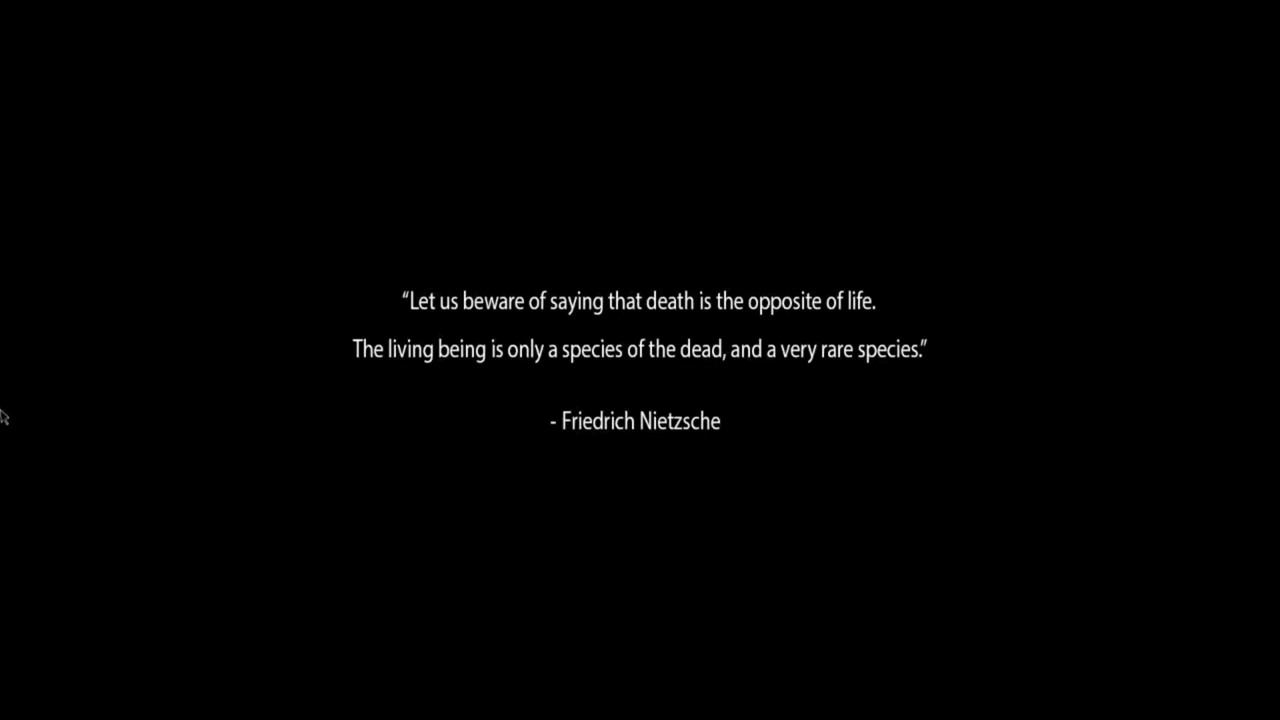 “Let us beware of saying that death is the opposite of life.
The living being is only a species of the dead, and a very rare species.”
- Friedrich Nietzsche